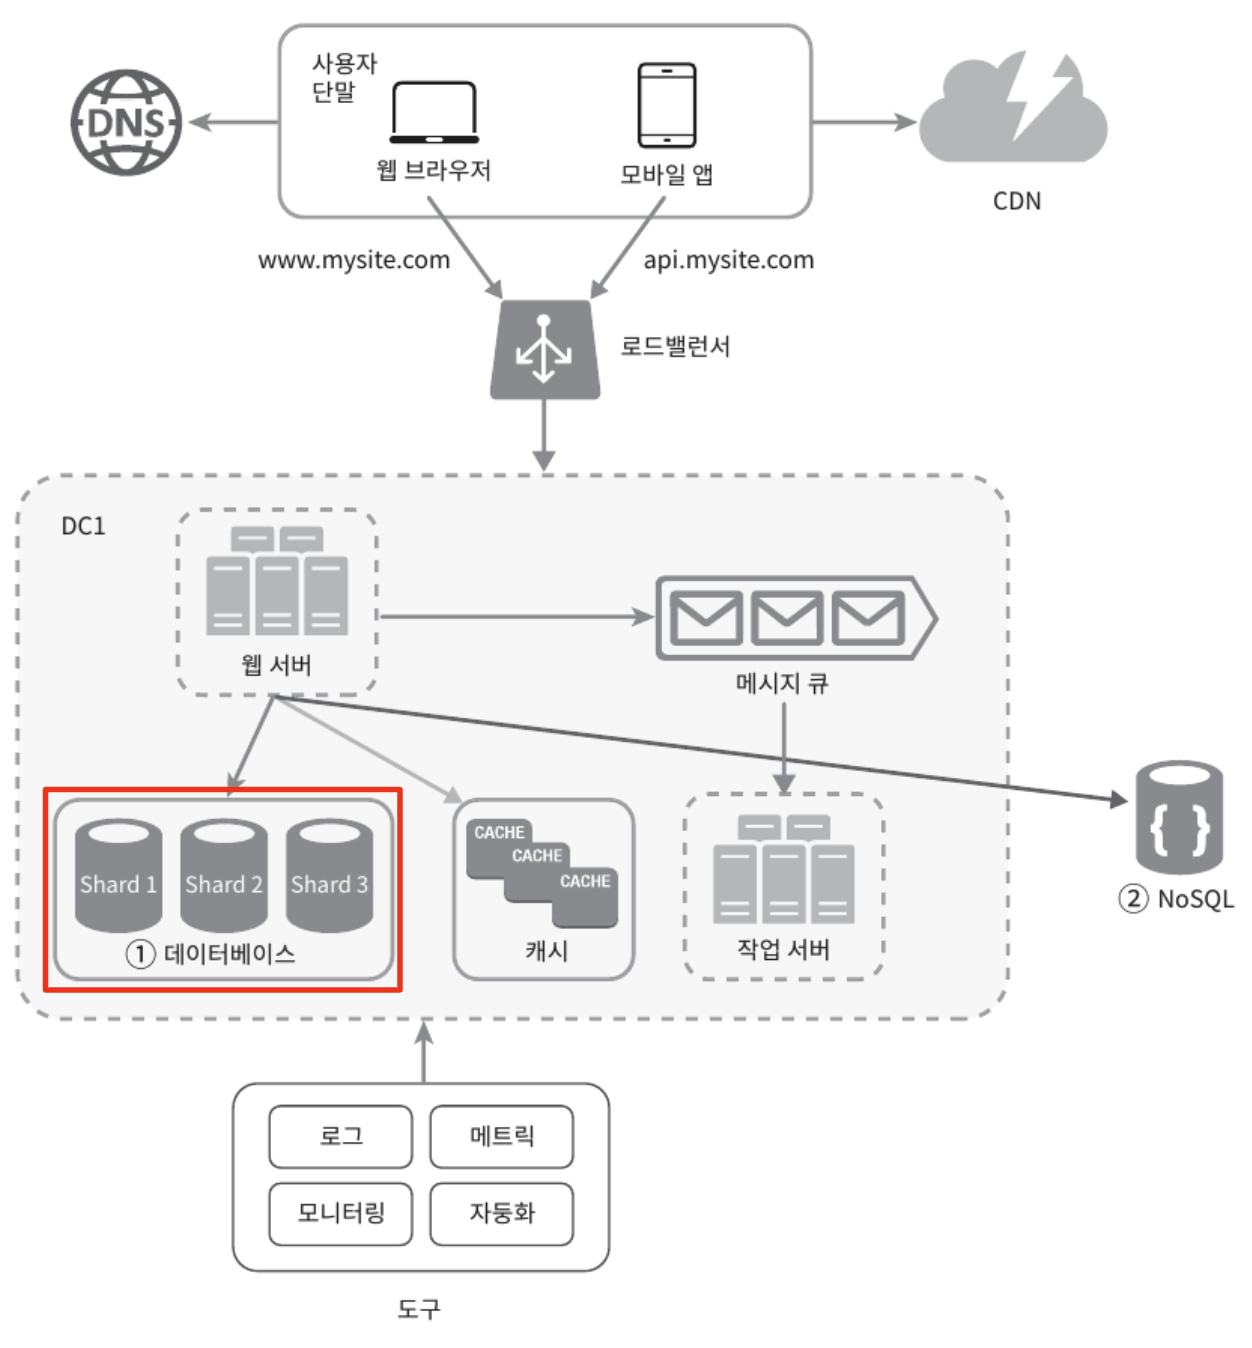 사용자
단말
DNS
웹 브라우저
모바일 앱
CDN
www.mysite.com
api.mysite.com
로드밸런서
DC1
웹 서버
메시지 큐
Shard 1
Shard 2
Shard 3
① 데이터베이스
CACHE
CACHE
CACHE
캐시
작업 서버
{ }
② NoSQL
로그
메트릭
모니터링
자동화
도구